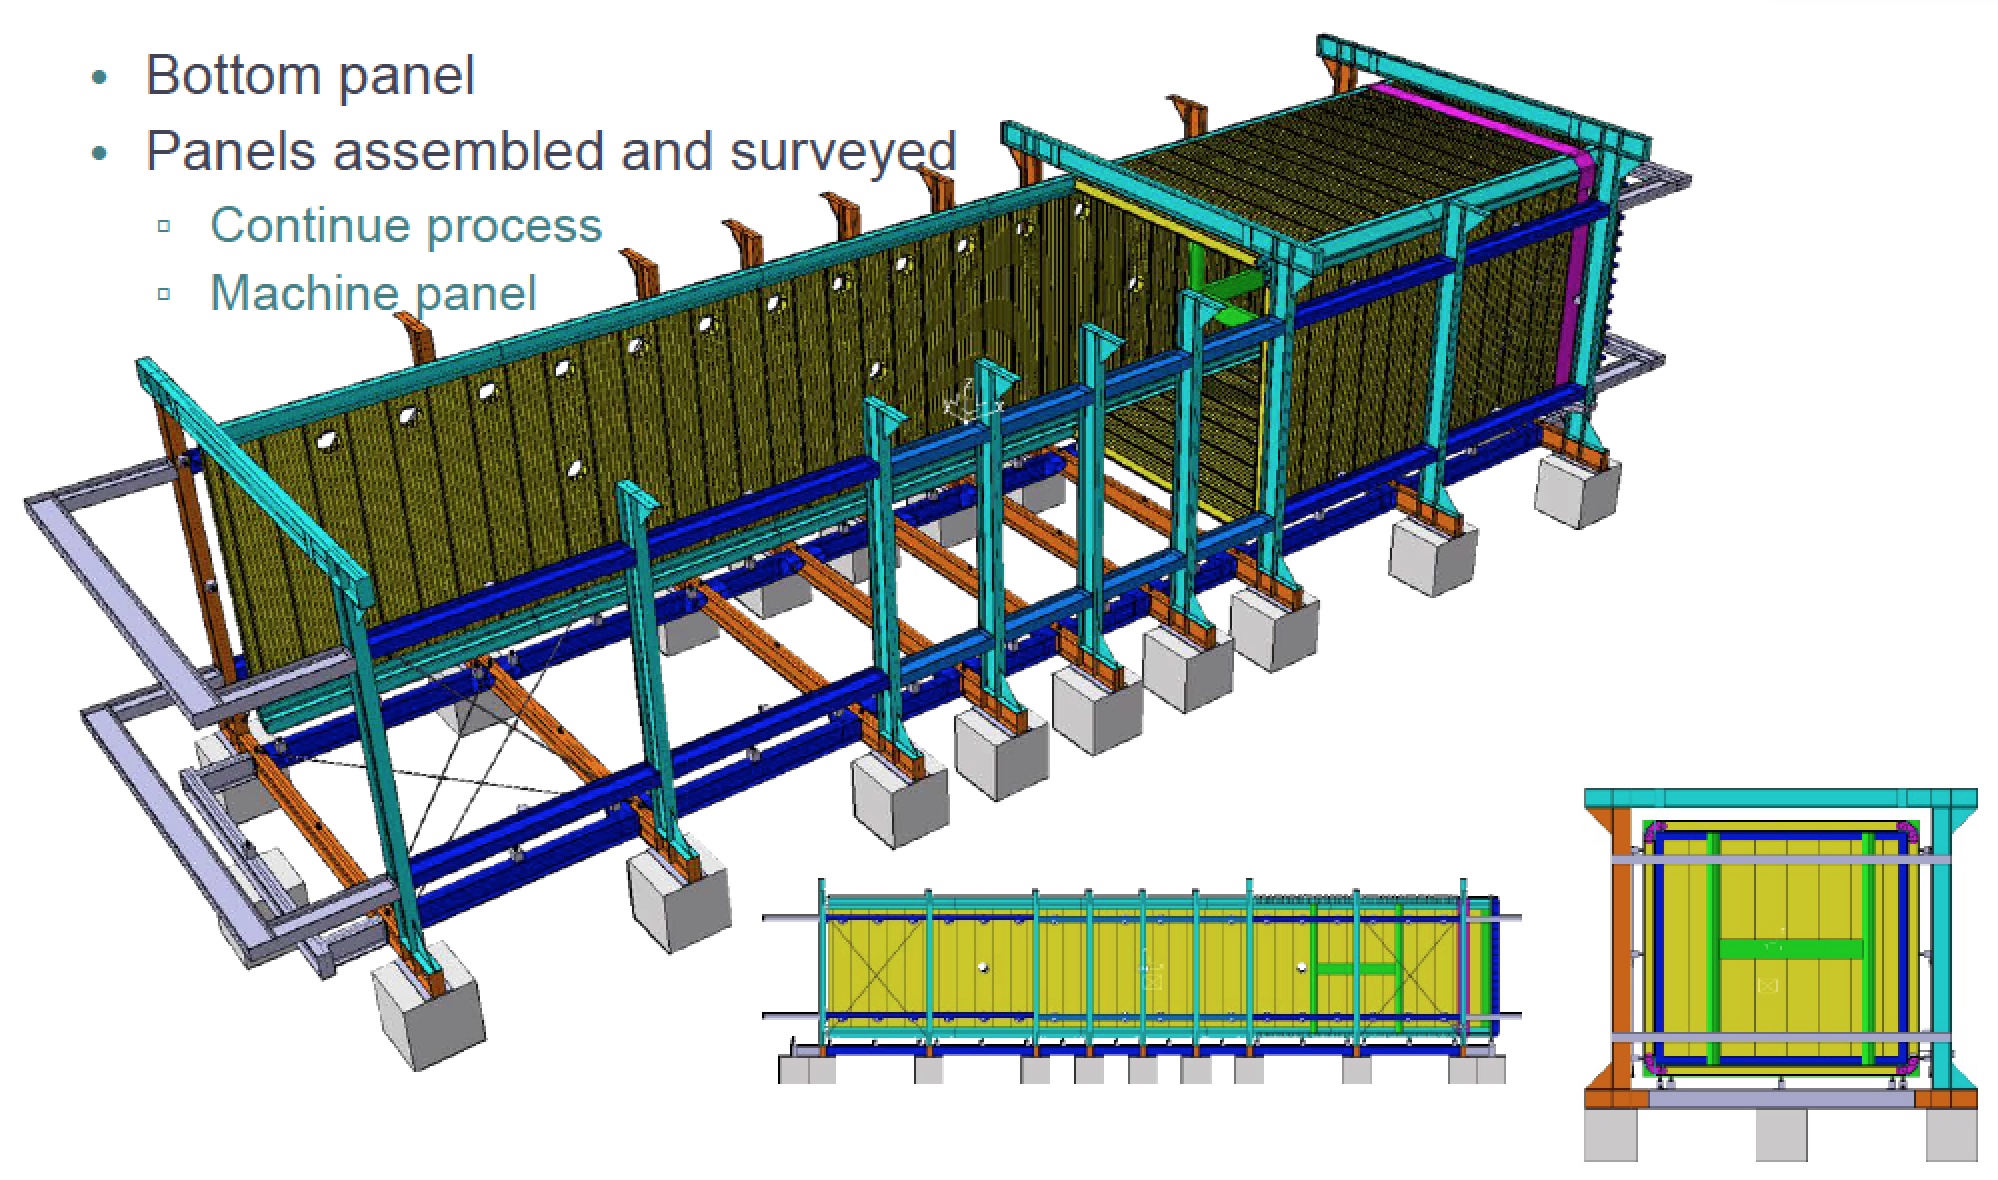 Bottom panel
Panels assembled and surveyed
Continue process
Machine panel